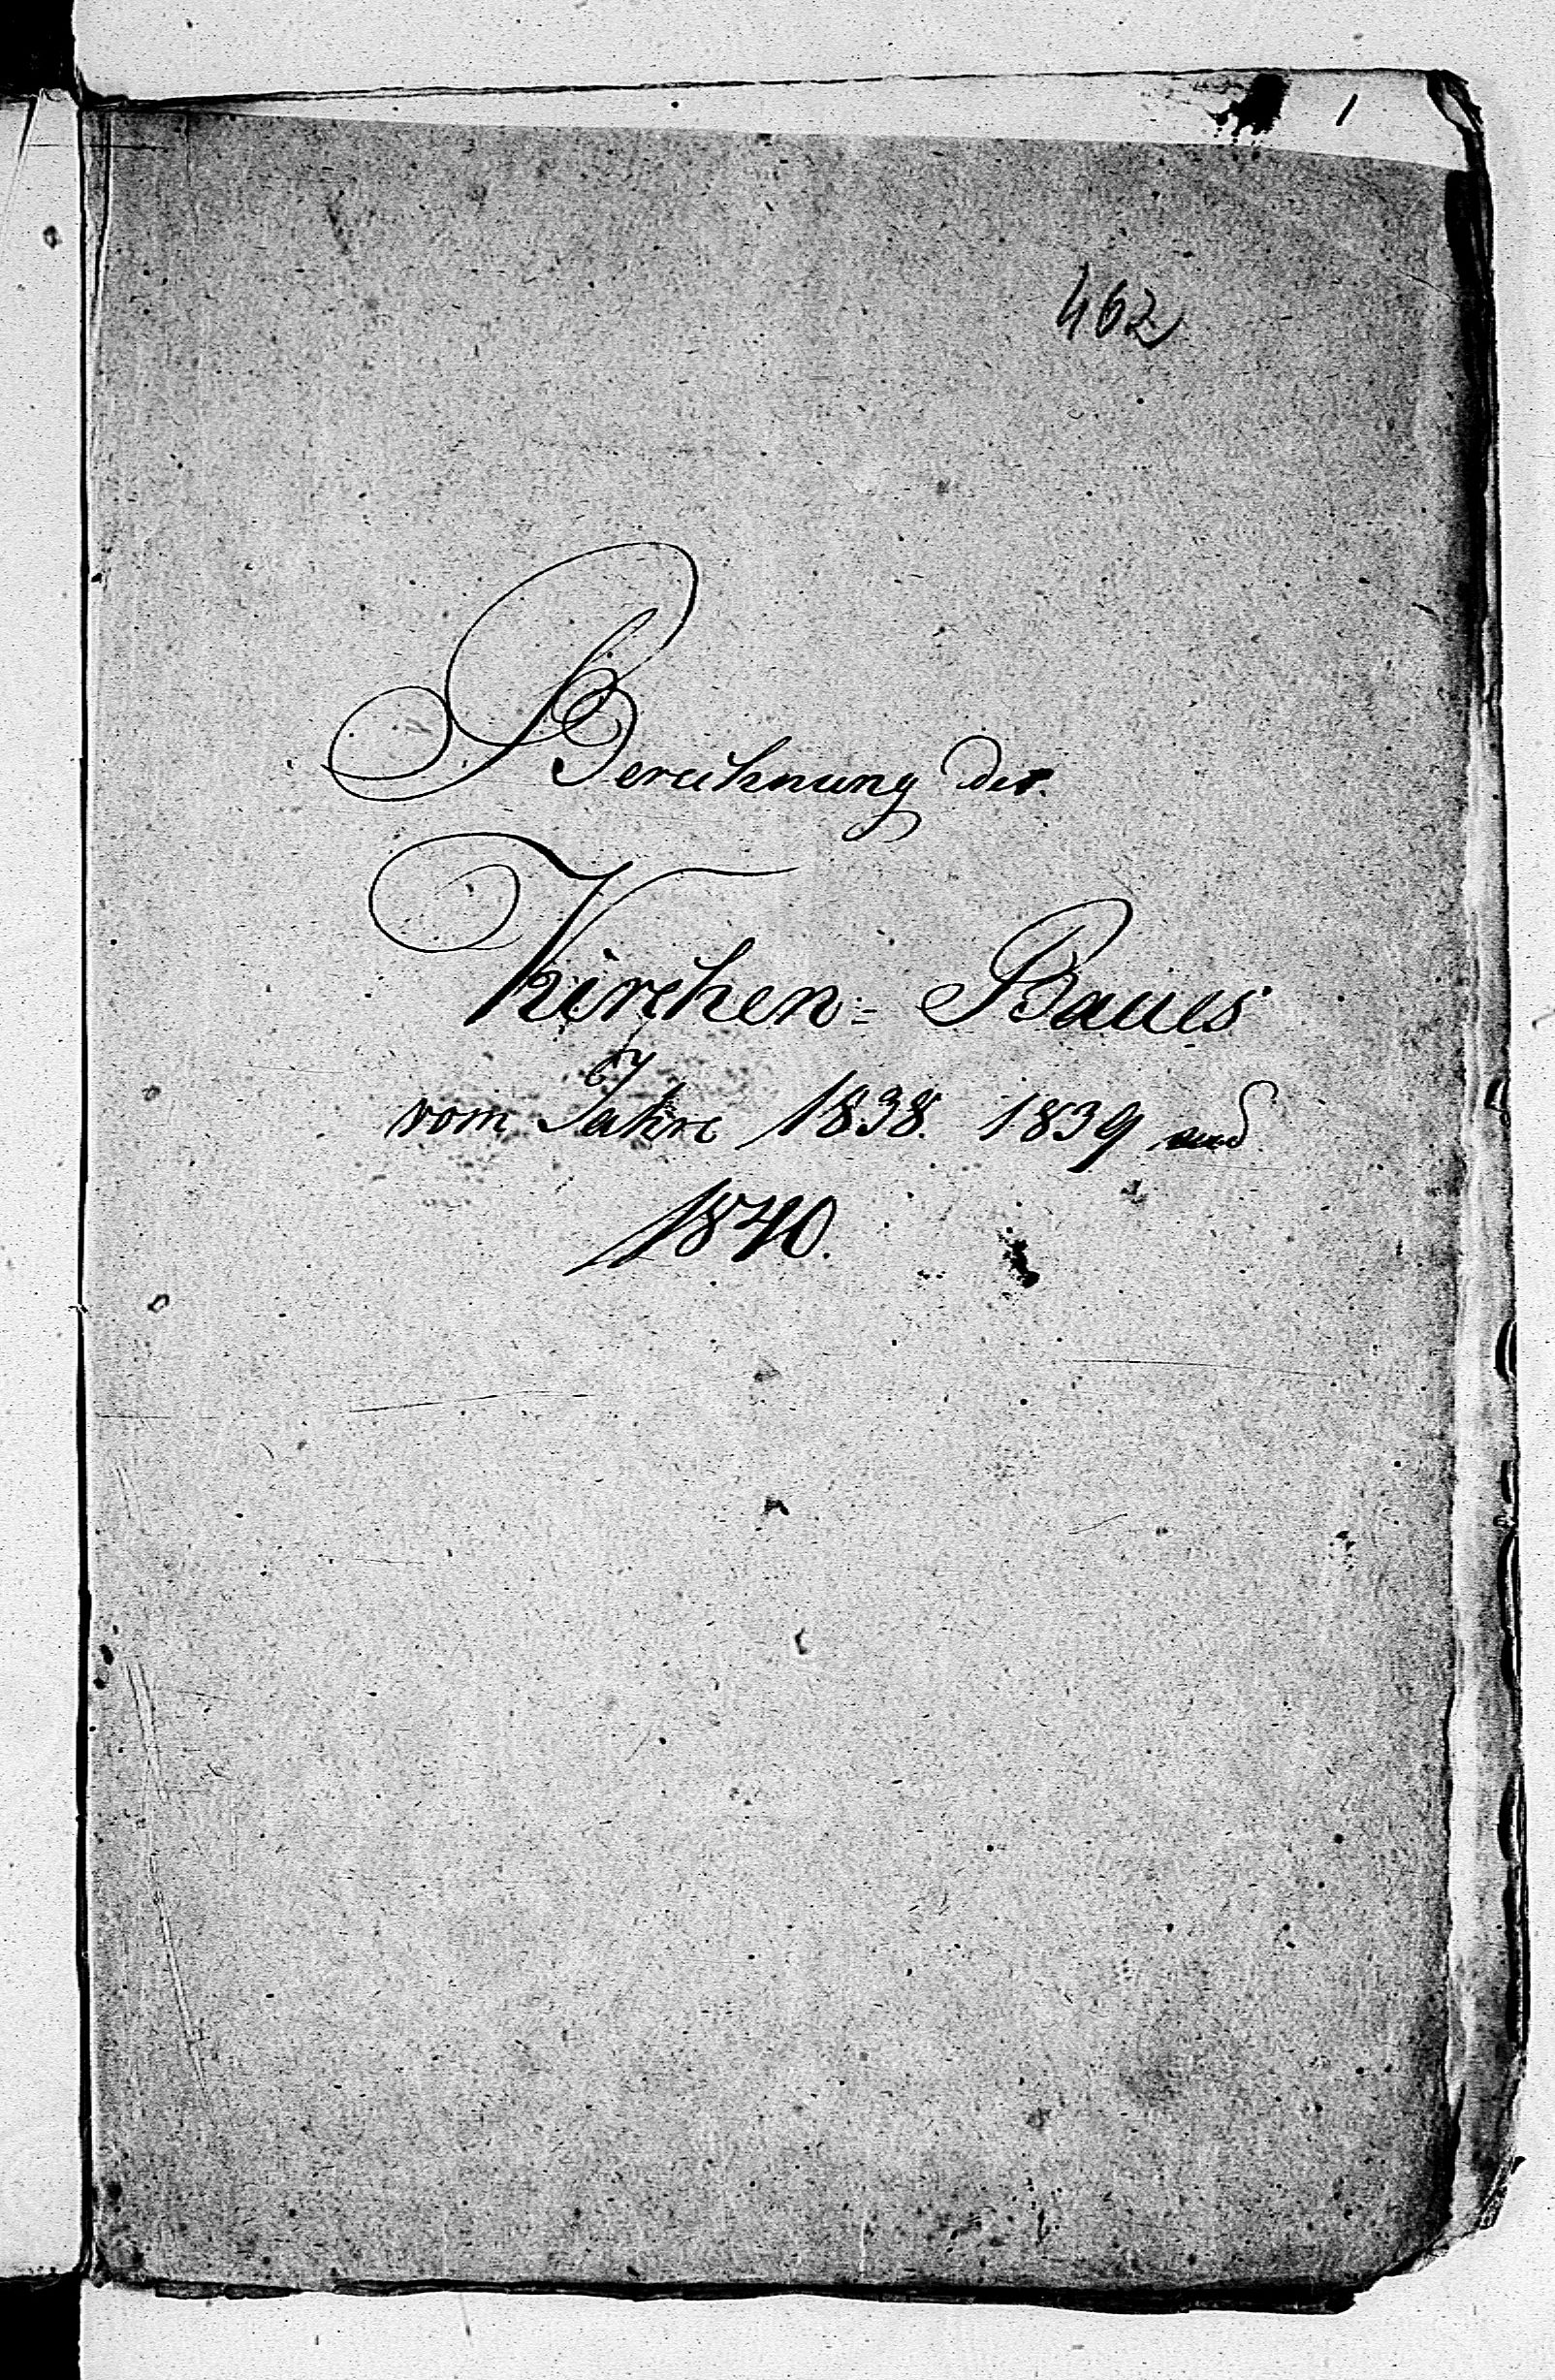 1
462
Berechnung des
Kirchen= Baues
vom Jahre 1838. 1839 und
1840.